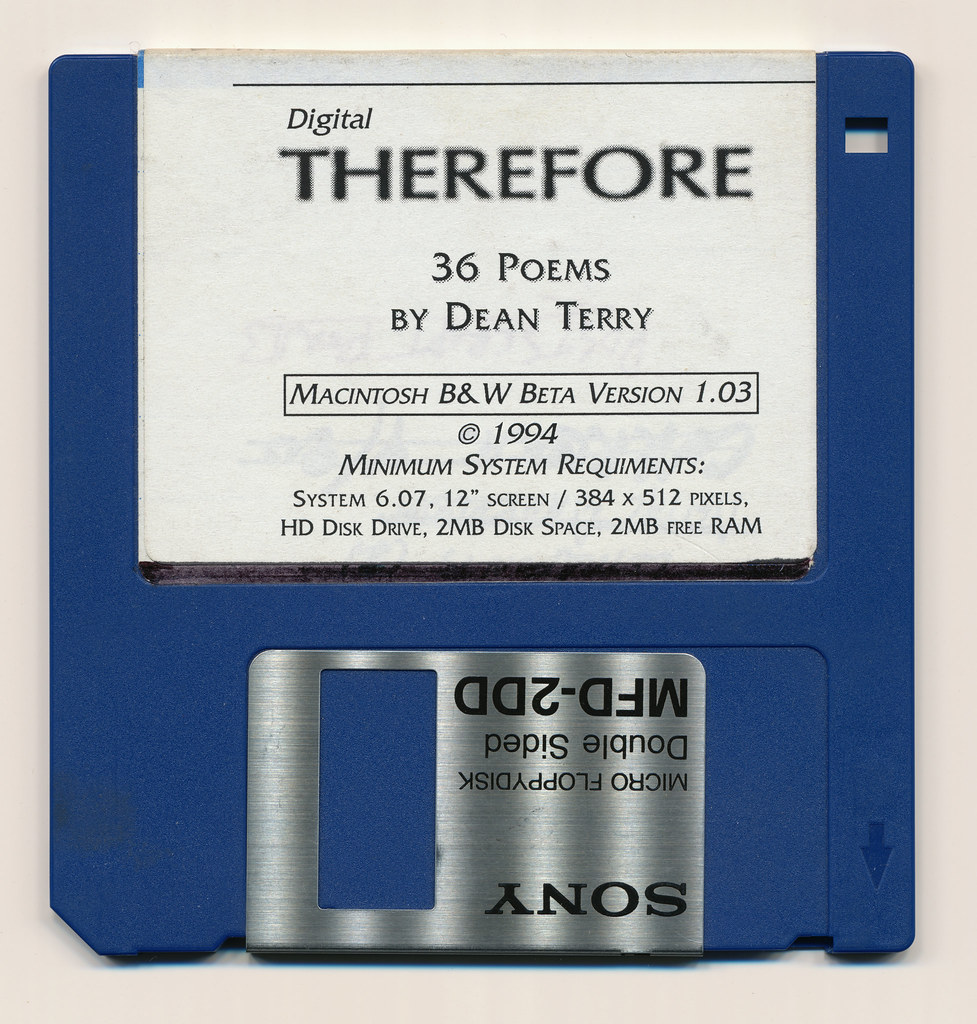 Digital
THEREFORE
36 Poems
by Dean Terry
Macintosh B&W Beta Version 1.03
© 1994
Minimum System Requiments:
System 6.07, 12" screen / 384 x 512 pixels,
HD Disk Drive, 2MB Disk Space, 2MB free RAM
SONY
MICRO FLOPPYDISK
Double Sided
MFD-2DD